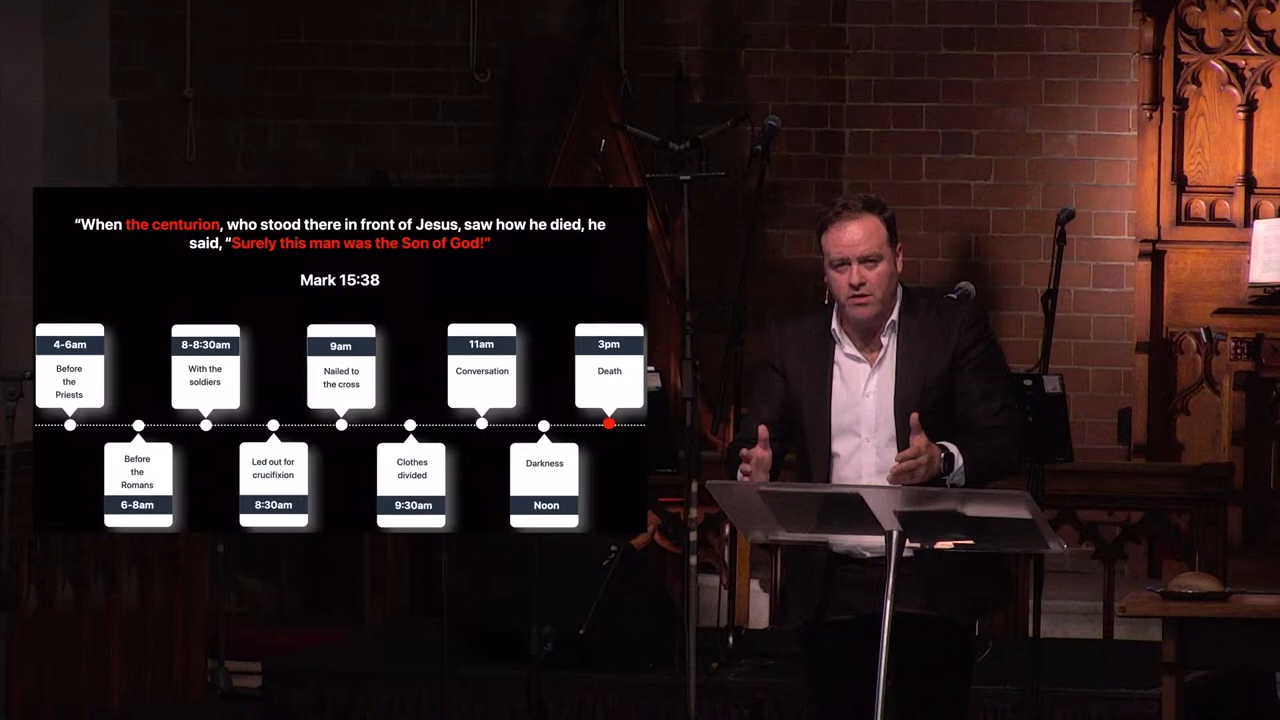 “When the centurion, who stood there in front of Jesus, saw how he died, he
said, “Surely this man was the Son of God!”
Mark 15:38
4-6am
Before
the
Priests
8-8:30am
With the
soldiers
9am
Nailed to
the cross
11am
Conversation
3pm
Death
Before
the
Romans
6-8am
Led out for
crucifixion
8:30am
Clothes
divided
9:30am
Darkness
Noon